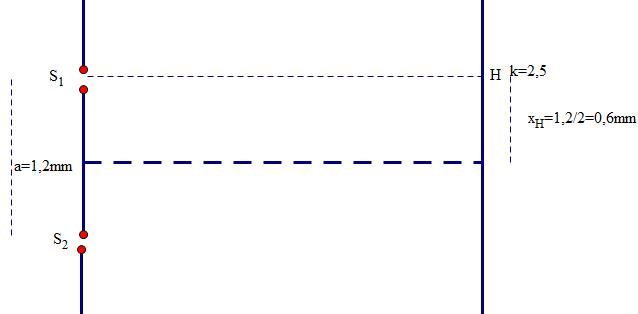 S1
H k=2,5
xH=1,2/2=0,6mm
a=1,2mm
S2